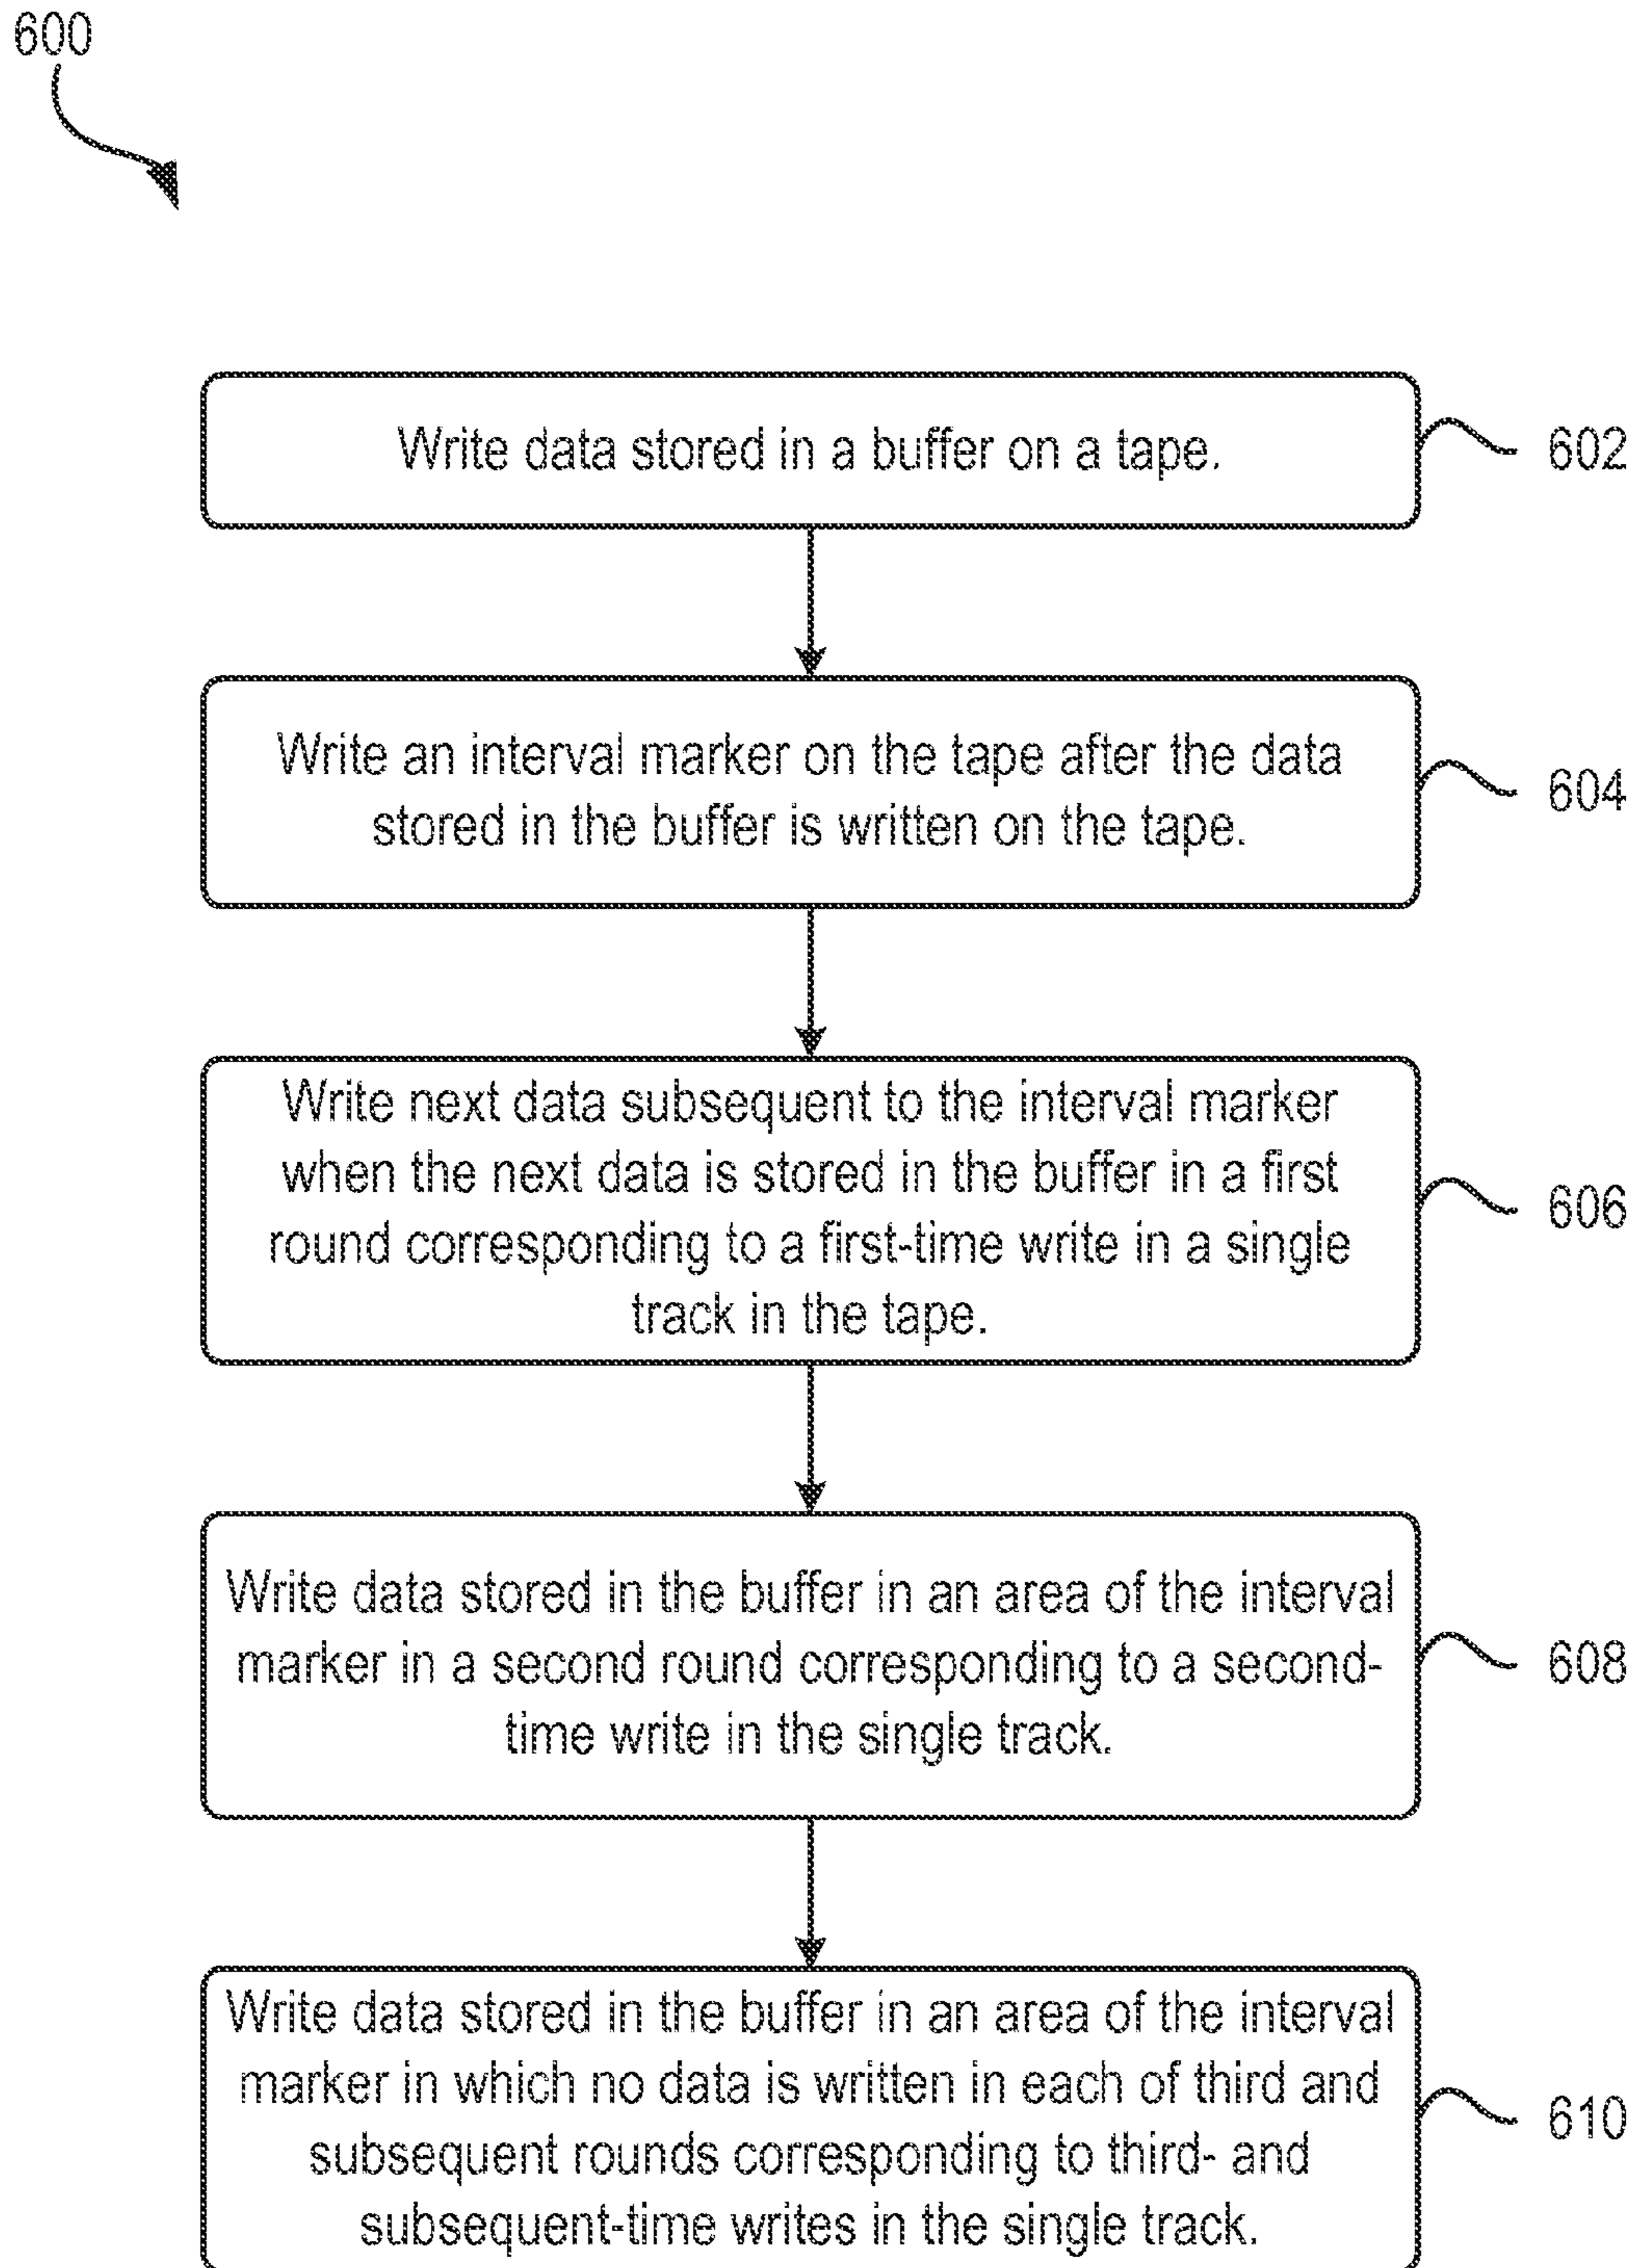 600
Write data stored in a buffer on a tape.
602
Write an interval marker on the tape after the data
stored in the buffer is written on the tape.
604
Write next data subsequent to the interval marker
when the next data is stored in the buffer in a first
round corresponding to a first-time write in a single
track in the tape.
606
Write data stored in the buffer in an area of the interval
marker in a second round corresponding to a second-
time write in the single track.
608
Write data stored in the buffer in an area of the interval
marker in which no data is written in each of third and
subsequent rounds corresponding to third- and
subsequent-time writes in the single track.
610